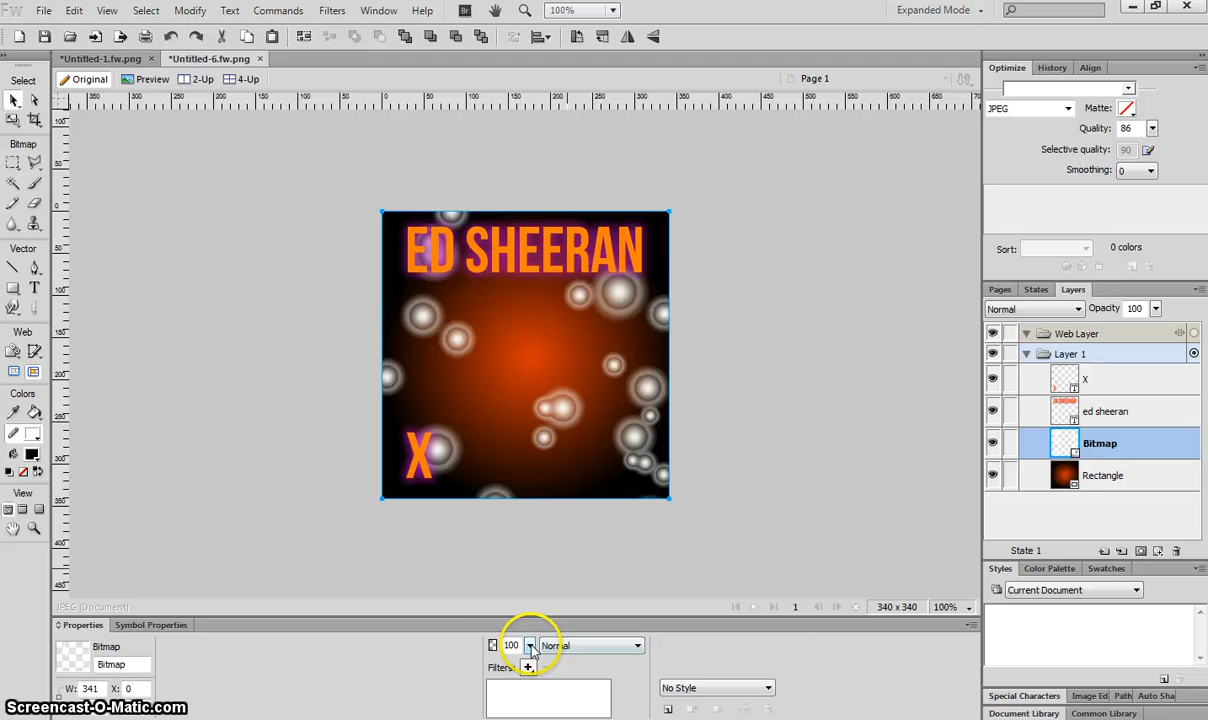 Fw File Edit View Select Modify Text Commands Filters Window Help Br 100% Expanded Mode
*Untitled-1.fw.png × *Untitled-6.fw.png ×
Original Preview 2-Up 4-Up Page 1
Select
Bitmap
Vector
Web
Colors
View
ED SHEERAN
X
JPEG (Document) 1 340 x 340 100%
Optimize History Align
JPEG Matte:
Quality: 86
Selective quality: 90
Smoothing: 0
Sort: 0 colors
Pages States Layers
Normal Opacity 100
Web Layer
Layer 1
X
ed sheeran
Bitmap
Rectangle
State 1
Styles Color Palette Swatches
Current Document
Special Characters Image Ed Path Auto Sha
Document Library Common Library
Properties Symbol Properties
Bitmap
Bitmap
W: 341 X: 0
100 Normal
Filters:
No Style
Screencast-O-Matic.com